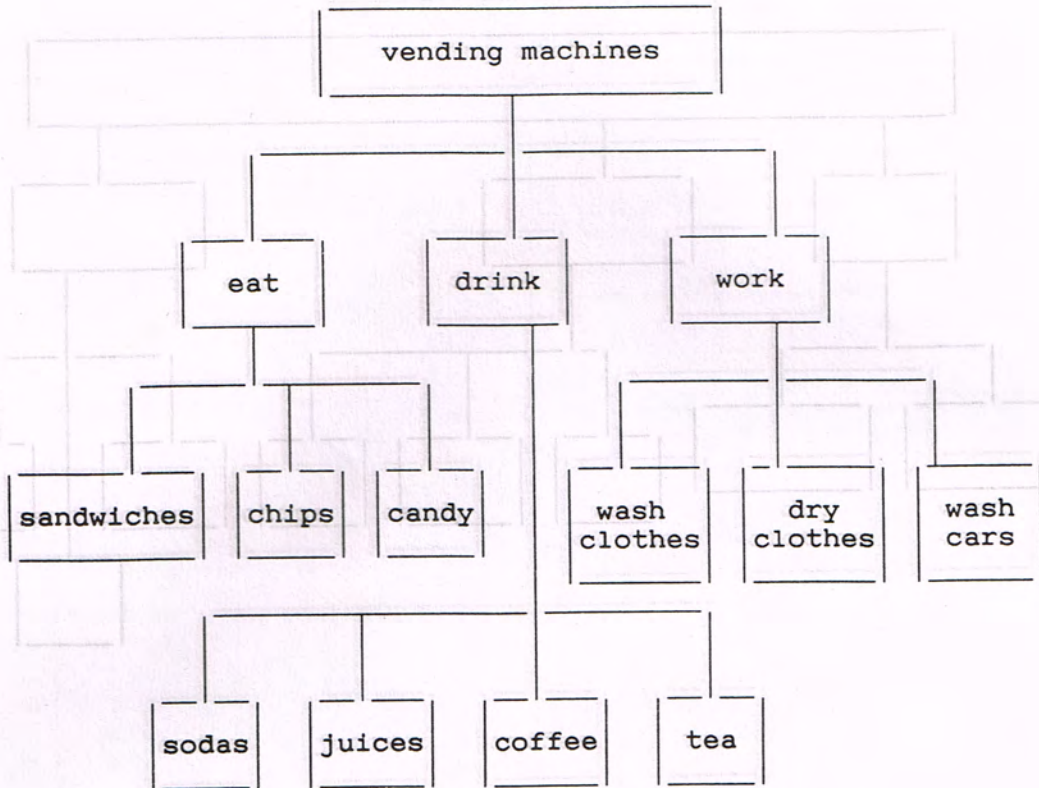 vending machines
eat
drink
work
sandwiches
chips
candy
wash
clothes
dry
clothes
wash
cars
sodas
juices
coffee
tea